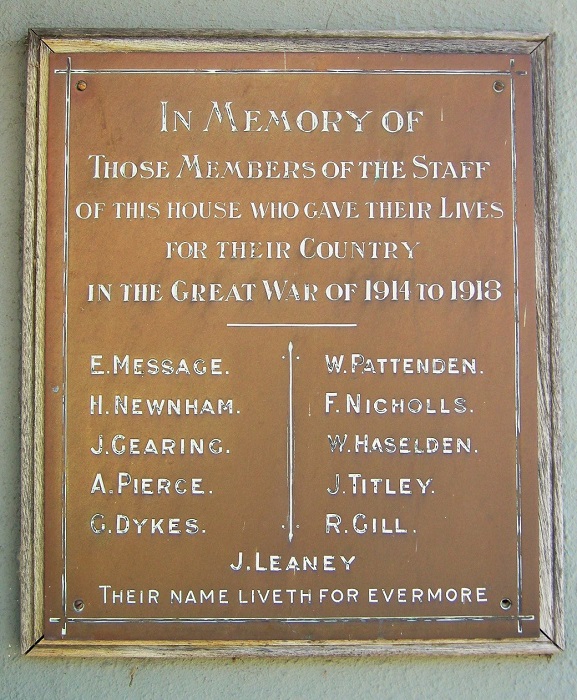 In Memory of
Those Members of the Staff
of this house who gave their Lives
for their Country
in the Great War of 1914 to 1918
E. Message.
H. Newnham.
J. Gearing.
A. Pierce.
G. Dykes.
W. Pattenden.
F. Nicholls.
W. Haselden.
J. Titley.
R. Gill.
J. Leaney
Their name liveth for evermore